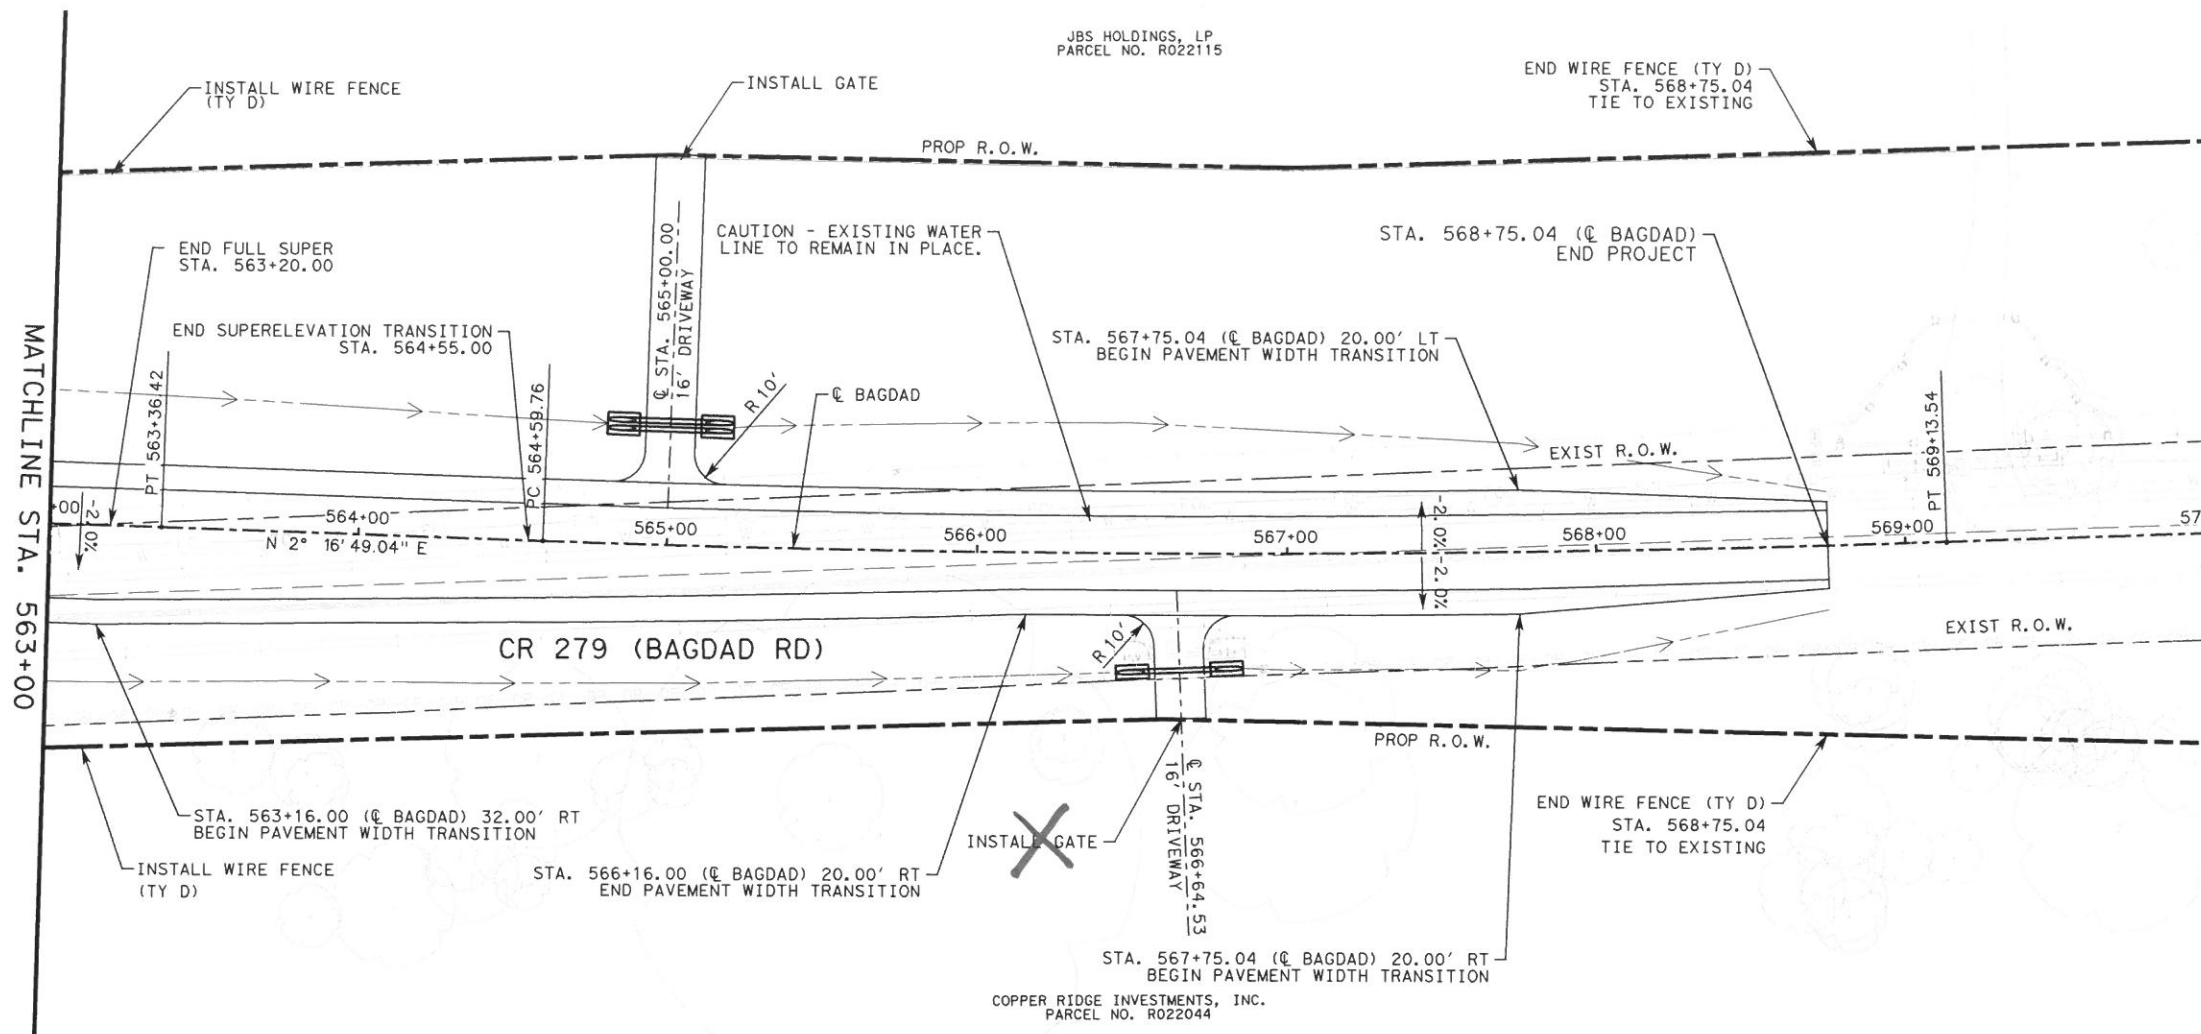 JBS HOLDINGS, LP
PARCEL NO. R022115
INSTALL WIRE FENCE
(TY D)
INSTALL GATE
END WIRE FENCE (TY D)
STA. 568+75.04
TIE TO EXISTING
PROP R.O.W.
END FULL SUPER
STA. 563+20.00
CAUTION - EXISTING WATER
LINE TO REMAIN IN PLACE.
STA. 568+75.04 (℄ BAGDAD)
END PROJECT
℄ STA. 565+00.00
16' DRIVEWAY
END SUPERELEVATION TRANSITION
STA. 564+55.00
STA. 567+75.04 (℄ BAGDAD) 20.00' LT
BEGIN PAVEMENT WIDTH TRANSITION
MATCHLINE STA. 563+00
PT 563+36.42
PC 564+59.76
R 10'
℄ BAGDAD
PT 569+13.54
EXIST R.O.W.
+00
-2.0%
564+00
565+00
566+00
567+00
568+00
569+00
57
N 2° 16' 49.04" E
-2.0%
-2.0%
CR 279 (BAGDAD RD)
R 10'
EXIST R.O.W.
PROP R.O.W.
STA. 563+16.00 (℄ BAGDAD) 32.00' RT
BEGIN PAVEMENT WIDTH TRANSITION
INSTALL WIRE FENCE
(TY D)
STA. 566+16.00 (℄ BAGDAD) 20.00' RT
END PAVEMENT WIDTH TRANSITION
INSTALL GATE
℄ STA. 566+64.53
16' DRIVEWAY
END WIRE FENCE (TY D)
STA. 568+75.04
TIE TO EXISTING
STA. 567+75.04 (℄ BAGDAD) 20.00' RT
BEGIN PAVEMENT WIDTH TRANSITION
COPPER RIDGE INVESTMENTS, INC.
PARCEL NO. R022044